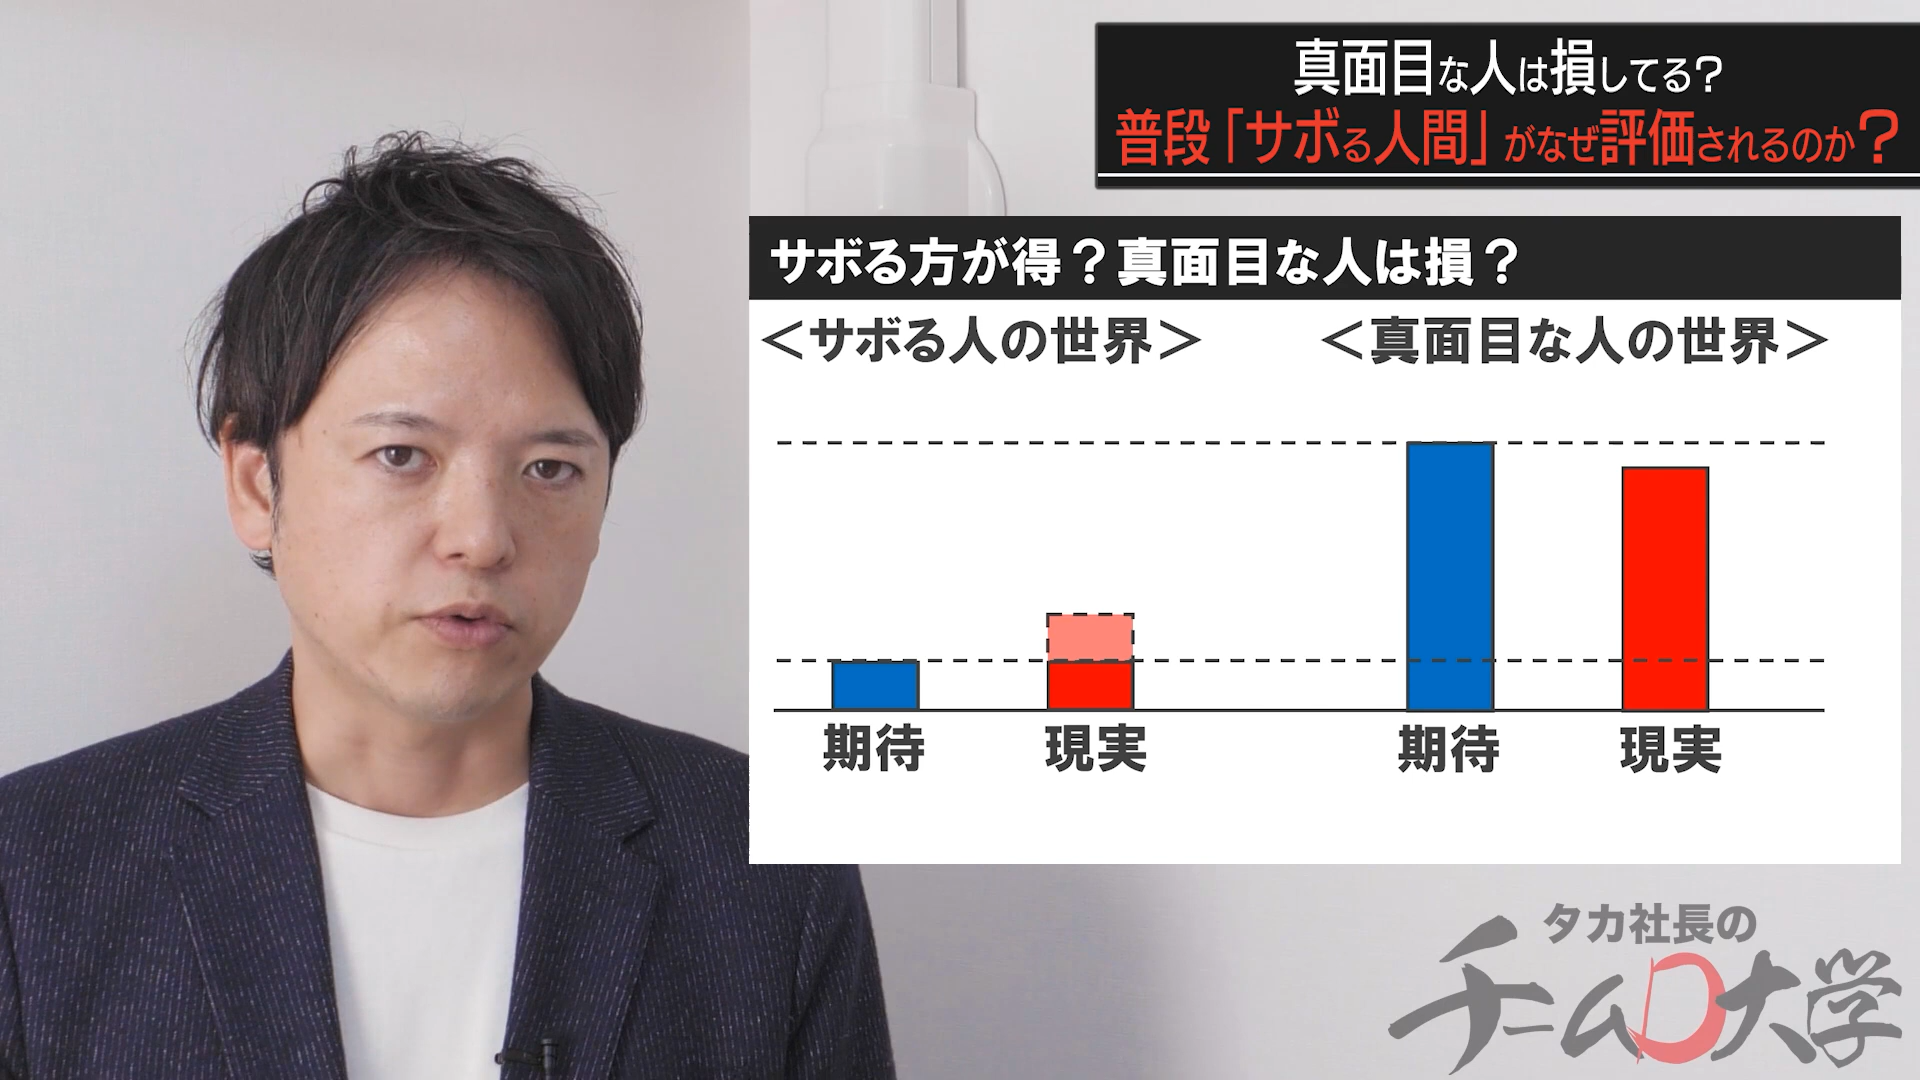 真面目な人は損してる？
普段「サボる人間」がなぜ評価されるのか？
サボる方が得？真面目な人は損？
＜サボる人の世界＞
＜真面目な人の世界＞
期待
現実
期待
現実
タカ社長の
チームD大学